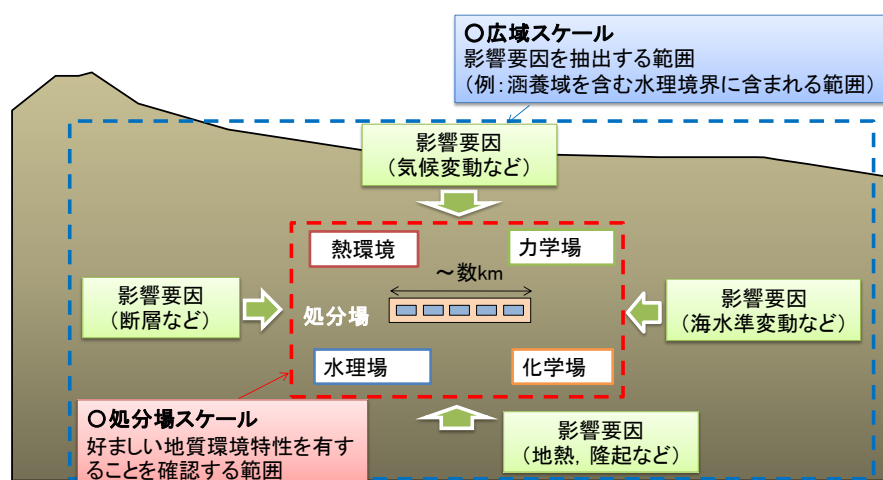 〇広域スケール
影響要因を抽出する範囲
（例：涵養域を含む水理境界に含まれる範囲）
影響要因
（気候変動など）
熱環境
力学場
～数km
影響要因
（断層など）
処分場
影響要因
（海水準変動など）
水理場
化学場
〇処分場スケール
好ましい地質環境特性を有す
ることを確認する範囲
影響要因
（地熱，隆起など）